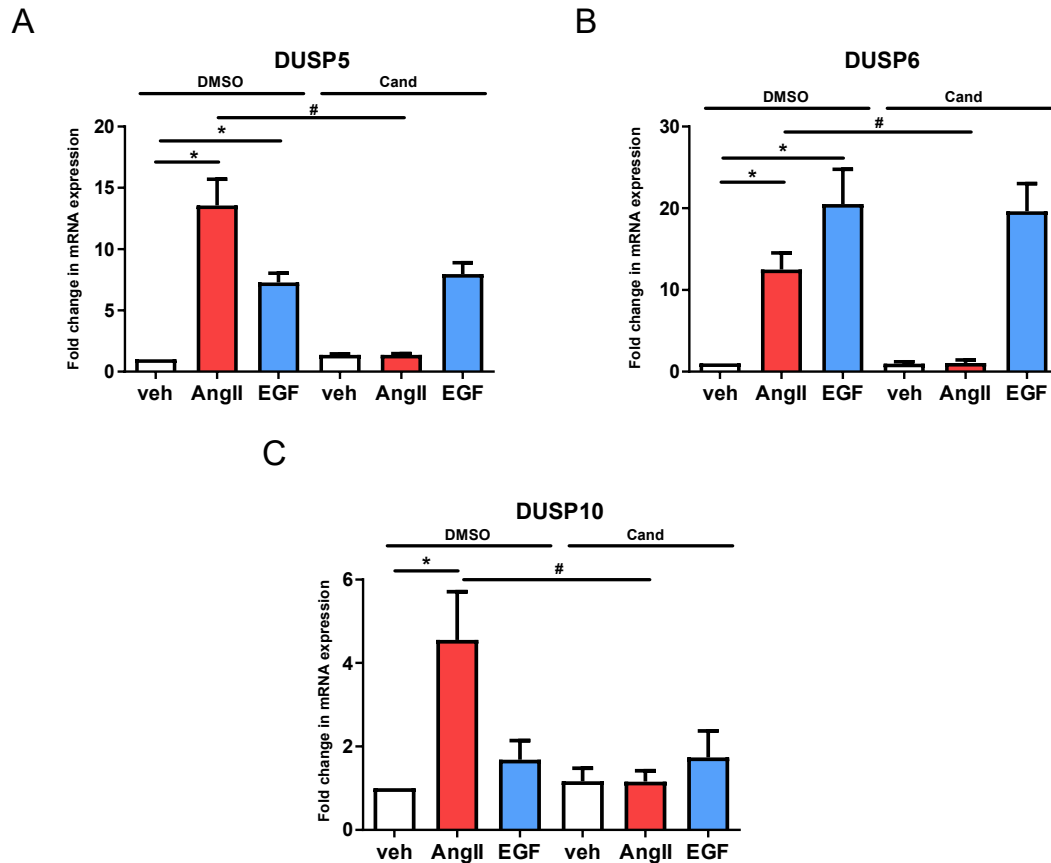 A
DUSP5
DMSO Cand
#
*
*
Fold change in mRNA expression
20
15
10
5
0
veh AngII EGF veh AngII EGF
B
DUSP6
DMSO Cand
#
*
*
Fold change in mRNA expression
30
20
10
0
veh AngII EGF veh AngII EGF
C
DUSP10
DMSO Cand
* #
Fold change in mRNA expression
6
4
2
0
veh AngII EGF veh AngII EGF